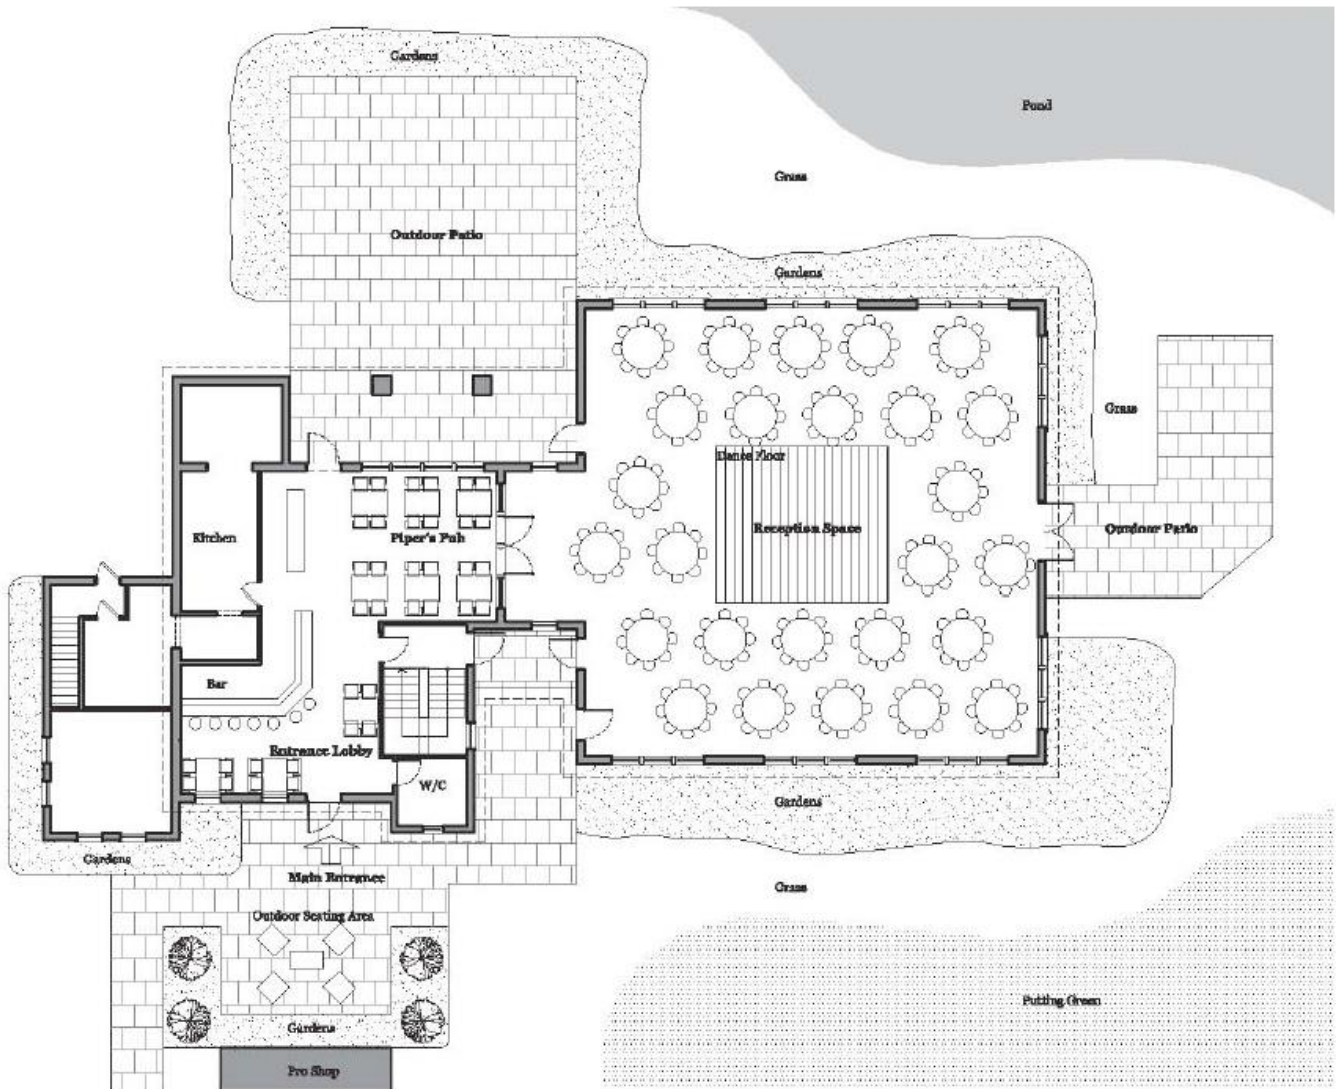 Gardens
Pond
Grass
Outdoor Patio
Gardens
Grass
Dance Floor
Reception Space
Outdoor Patio
Kitchen
Piper's Pub
Bar
Entrance Lobby
W/C
Gardens
Gardens
Main Entrance
Grass
Outdoor Seating Area
Putting Green
Gardens
Pro Shop